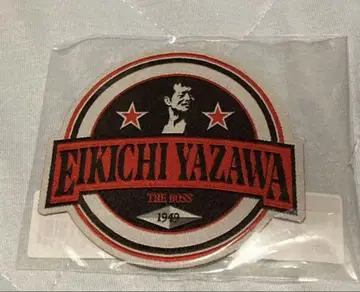 EIKICHI YAZAWA
THE BOSS
1949